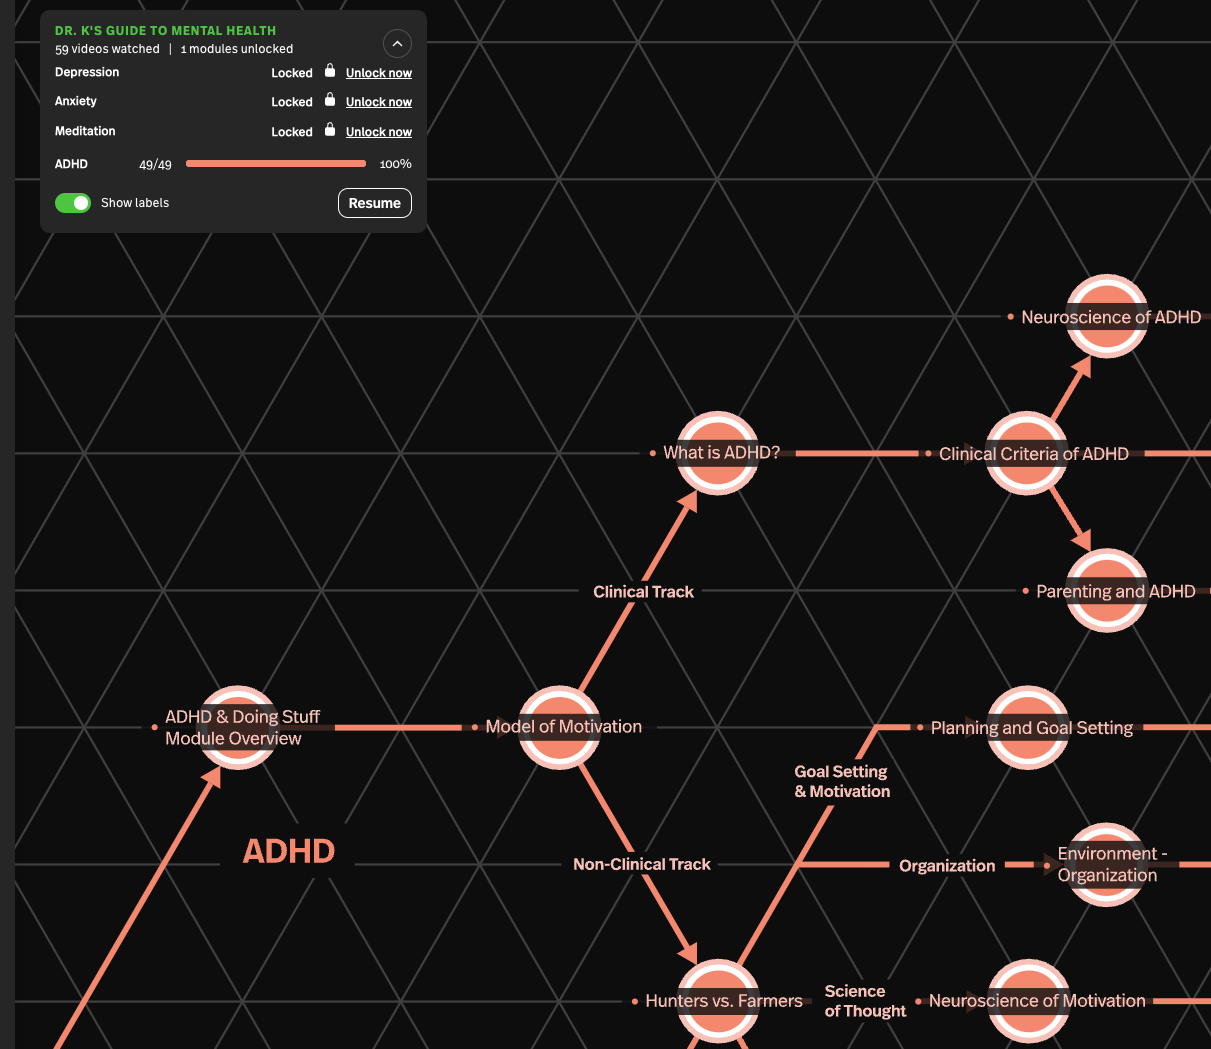 DR. K'S GUIDE TO MENTAL HEALTH
59 videos watched | 1 modules unlocked
Depression Locked Unlock now
Anxiety Locked Unlock now
Meditation Locked Unlock now
ADHD 49/49 100%
Show labels Resume
Neuroscience of ADHD
What is ADHD?
Clinical Criteria of ADHD
Clinical Track
Parenting and ADHD
ADHD & Doing Stuff
Module Overview
Model of Motivation
Planning and Goal Setting
Goal Setting
& Motivation
ADHD
Non-Clinical Track
Organization
Environment -
Organization
Hunters vs. Farmers
Science
of Thought
Neuroscience of Motivation